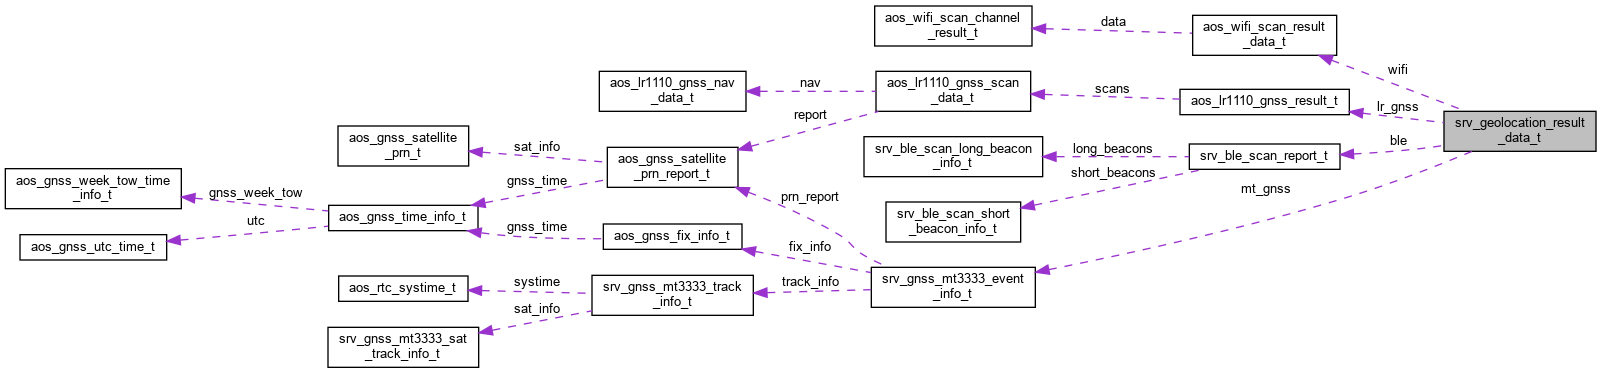 aos_wifi_scan_channel
_result_t
data
aos_wifi_scan_result
_data_t
wifi
aos_lr1110_gnss_nav
_data_t
nav
aos_lr1110_gnss_scan
_data_t
scans
aos_lr1110_gnss_result_t
lr_gnss
srv_geolocation_result
_data_t
report
aos_gnss_satellite
_prn_t
sat_info
aos_gnss_satellite
_prn_report_t
srv_ble_scan_long_beacon
_info_t
long_beacons
srv_ble_scan_report_t
ble
short_beacons
aos_gnss_week_tow_time
_info_t
gnss_week_tow
gnss_time
prn_report
mt_gnss
utc
aos_gnss_time_info_t
srv_ble_scan_short
_beacon_info_t
aos_gnss_utc_time_t
gnss_time
aos_gnss_fix_info_t
fix_info
aos_rtc_systime_t
systime
srv_gnss_mt3333_track
_info_t
track_info
srv_gnss_mt3333_event
_info_t
sat_info
srv_gnss_mt3333_sat
_track_info_t